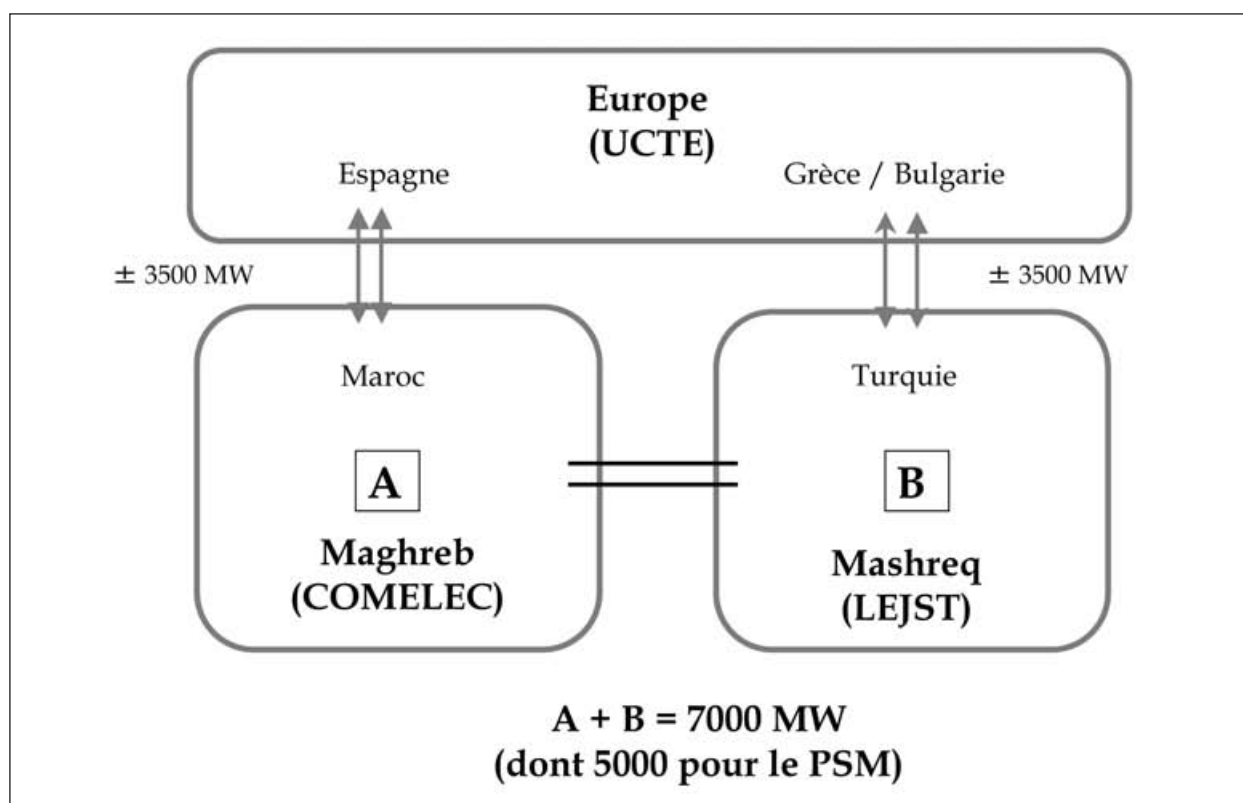 Europe
(UCTE)
Espagne
Grèce / Bulgarie
± 3500 MW
± 3500 MW
Maroc
Turquie
A
B
Maghreb
(COMELEC)
Mashreq
(LEJST)
A + B = 7000 MW
(dont 5000 pour le PSM)